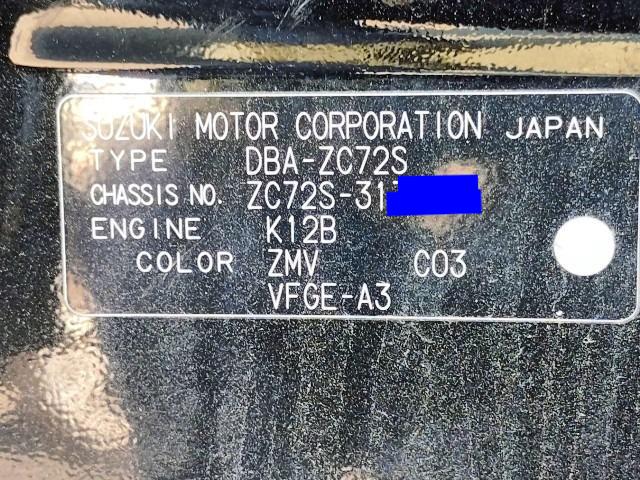 SUZUKI MOTOR CORPORATION JAPAN
TYPE DBA-ZC72S
CHASSIS NO. ZC72S-31
ENGINE K12B
COLOR ZMV C03
VFGE-A3